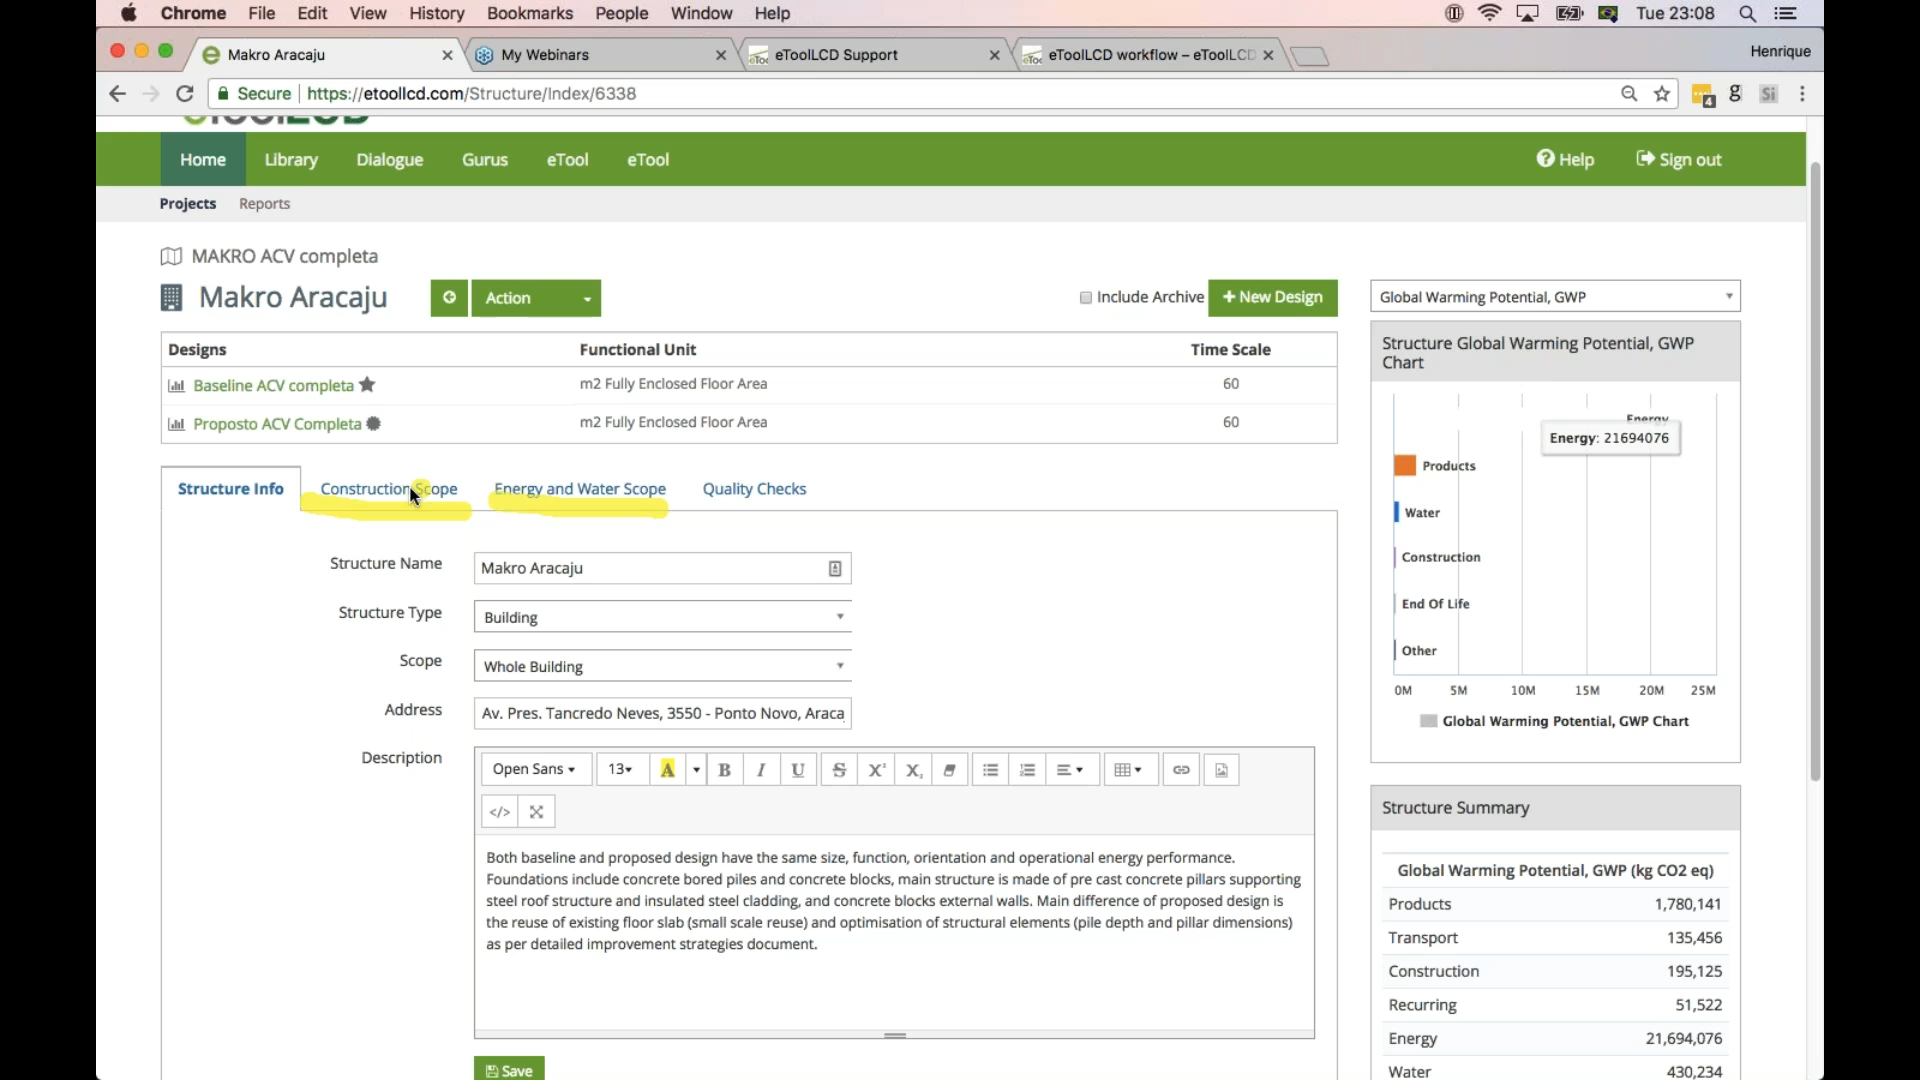 Chrome File Edit View History Bookmarks People Window Help Tue 23:08
Makro Aracaju My Webinars eToolLCD Support eToolLCD workflow – eToolLCD Henrique
Secure https://etoollcd.com/Structure/Index/6338 4 g Si
eToolLCD
Home Library Dialogue Gurus eTool eTool Help Sign out
Projects Reports
MAKRO ACV completa
Makro Aracaju Action Include Archive + New Design Global Warming Potential, GWP
Designs Functional Unit Time Scale
Baseline ACV completa m2 Fully Enclosed Floor Area 60
Proposto ACV Completa m2 Fully Enclosed Floor Area 60
Structure Info Construction Scope Energy and Water Scope Quality Checks
Structure Name Makro Aracaju
Structure Type Building
Scope Whole Building
Address Av. Pres. Tancredo Neves, 3550 - Ponto Novo, Araca
Description Open Sans 13 A B I U S X² X,
</>
Both baseline and proposed design have the same size, function, orientation and operational energy performance.
Foundations include concrete bored piles and concrete blocks, main structure is made of pre cast concrete pillars supporting
steel roof structure and insulated steel cladding, and concrete blocks external walls. Main difference of proposed design is
the reuse of existing floor slab (small scale reuse) and optimisation of structural elements (pile depth and pillar dimensions)
as per detailed improvement strategies document.
Save
Structure Global Warming Potential, GWP
Chart
Energy
Energy: 21694076
Products
Water
Construction
End Of Life
Other
0M 5M 10M 15M 20M 25M
Global Warming Potential, GWP Chart
Structure Summary
Global Warming Potential, GWP (kg CO2 eq)
Products 1,780,141
Transport 135,456
Construction 195,125
Recurring 51,522
Energy 21,694,076
Water 430,234